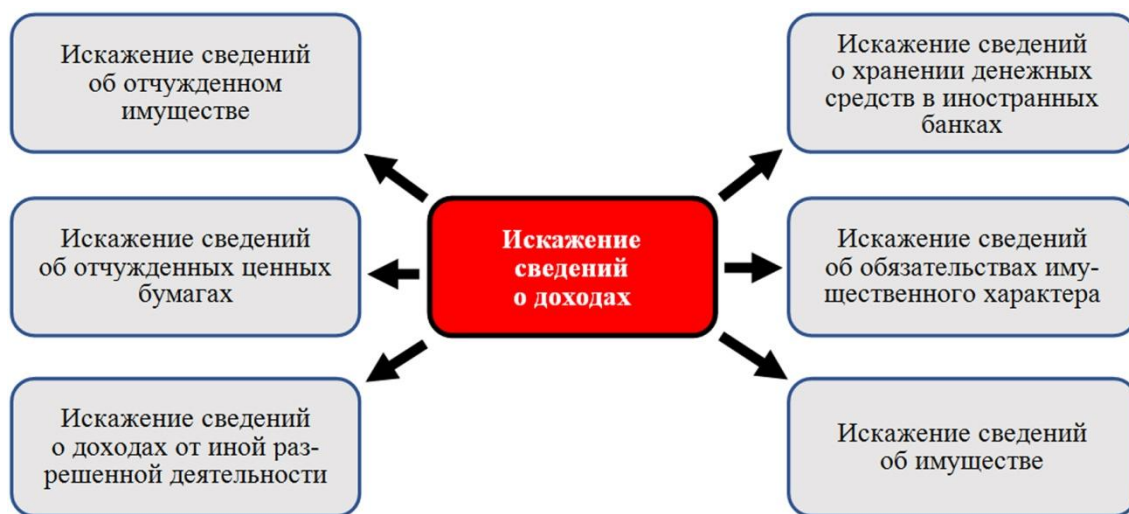 Искажение сведений
об отчужденном
имуществе
Искажение сведений
о хранении денежных
средств в иностранных
банках
Искажение сведений
об отчужденных ценных
бумагах
Искажение
сведений
о доходах
Искажение сведений
об обязательствах иму-
щественного характера
Искажение сведений
о доходах от иной раз-
решенной деятельности
Искажение сведений
об имуществе